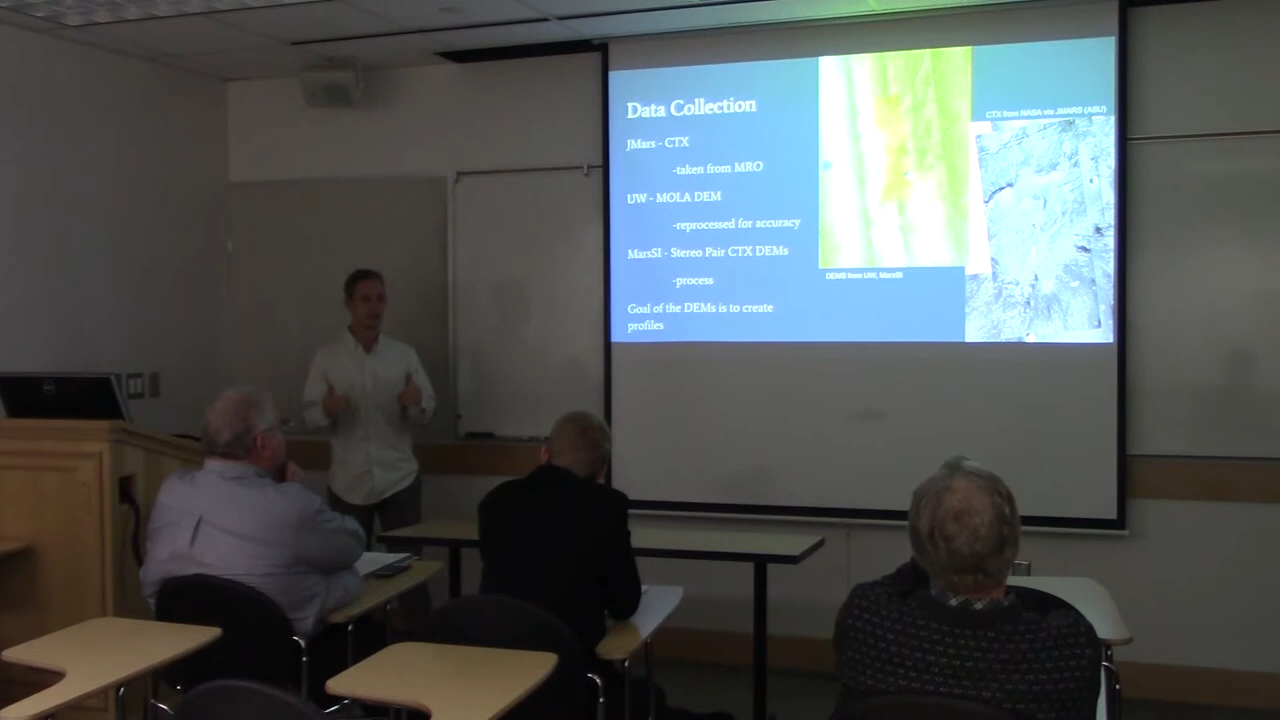 Data Collection
JMars - CTX
-taken from MRO
UW - MOLA DEM
-reprocessed for accuracy
MarsSI - Stereo Pair CTX DEMs
-process
Goal of the DEMs is to create
profiles
CTX from NASA via JMARS (ASU)
DEMS from UW, MarsSI
DELL